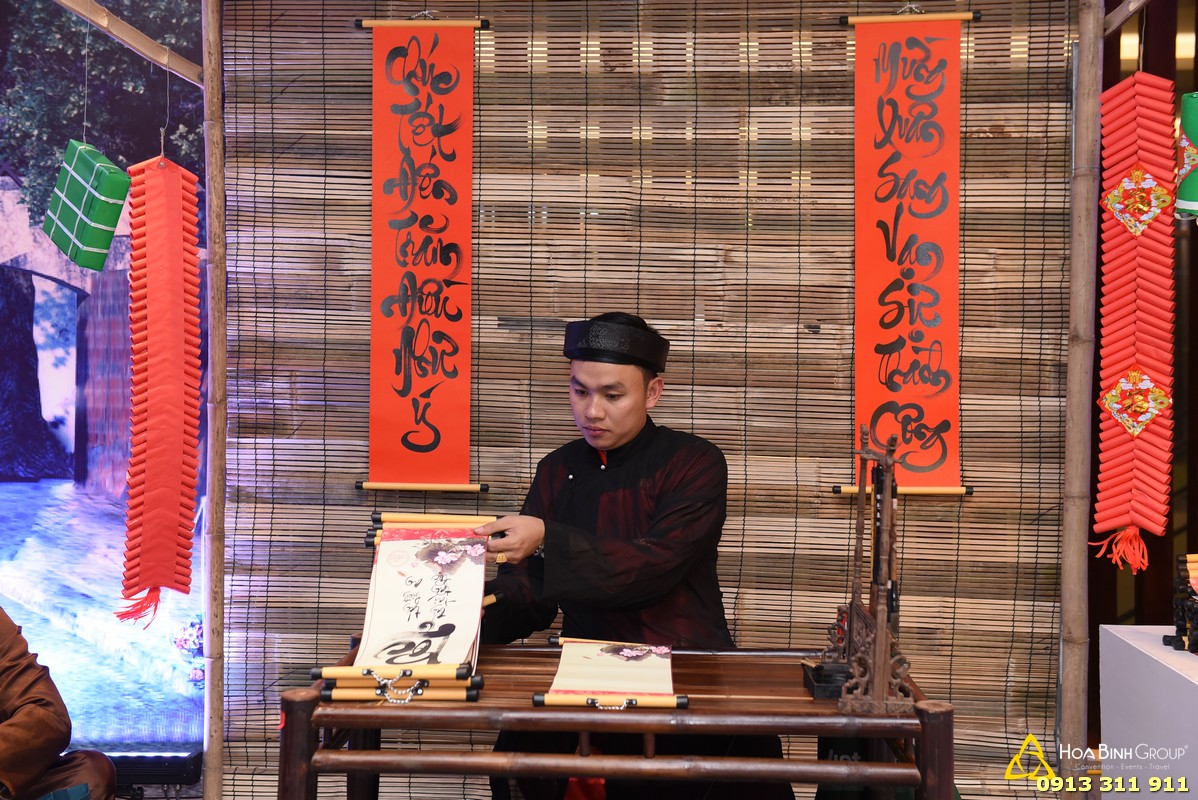 Chúc Tết Đến Trăm Điều Như Ý
Mừng Xuân Sang Vạn Sự Thành Công
Lộc
HOA BINH GROUP
Convention - Events - Travel
0913 311 911